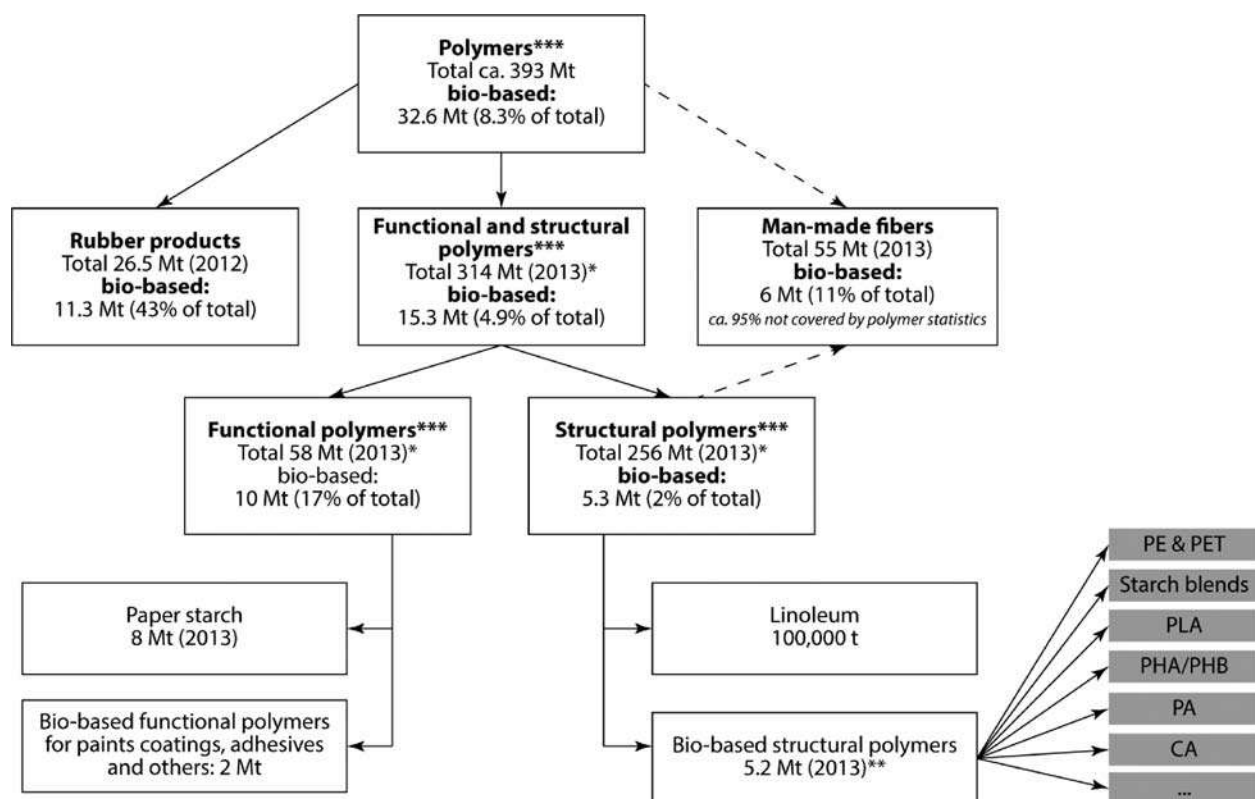 Polymers***
Total ca. 393 Mt
bio-based:
32.6 Mt (8.3% of total)
Rubber products
Total 26.5 Mt (2012)
bio-based:
11.3 Mt (43% of total)
Functional and structural
polymers***
Total 314 Mt (2013)*
bio-based:
15.3 Mt (4.9% of total)
Man-made fibers
Total 55 Mt (2013)
bio-based:
6 Mt (11% of total)
ca. 95% not covered by polymer statistics
Functional polymers***
Total 58 Mt (2013)*
bio-based:
10 Mt (17% of total)
Structural polymers***
Total 256 Mt (2013)*
bio-based:
5.3 Mt (2% of total)
Paper starch
8 Mt (2013)
Linoleum
100,000 t
Bio-based functional polymers
for paints coatings, adhesives
and others: 2 Mt
Bio-based structural polymers
5.2 Mt (2013)**
PE & PET
Starch blends
PLA
PHA/PHB
PA
CA
...